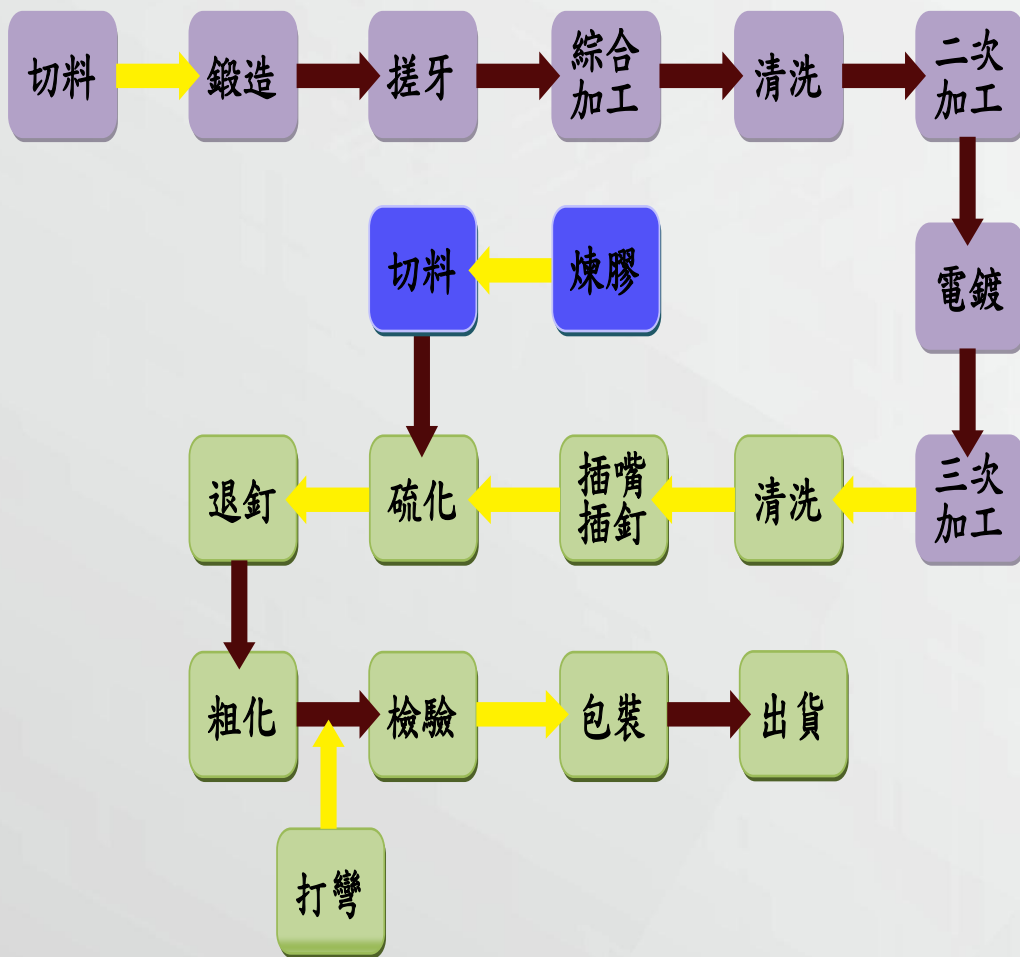 切料
鍛造
搓牙
綜合
加工
清洗
二次
加工
切料
煉膠
電鍍
退釘
硫化
插嘴
插釘
清洗
三次
加工
粗化
檢驗
包裝
出貨
打彎